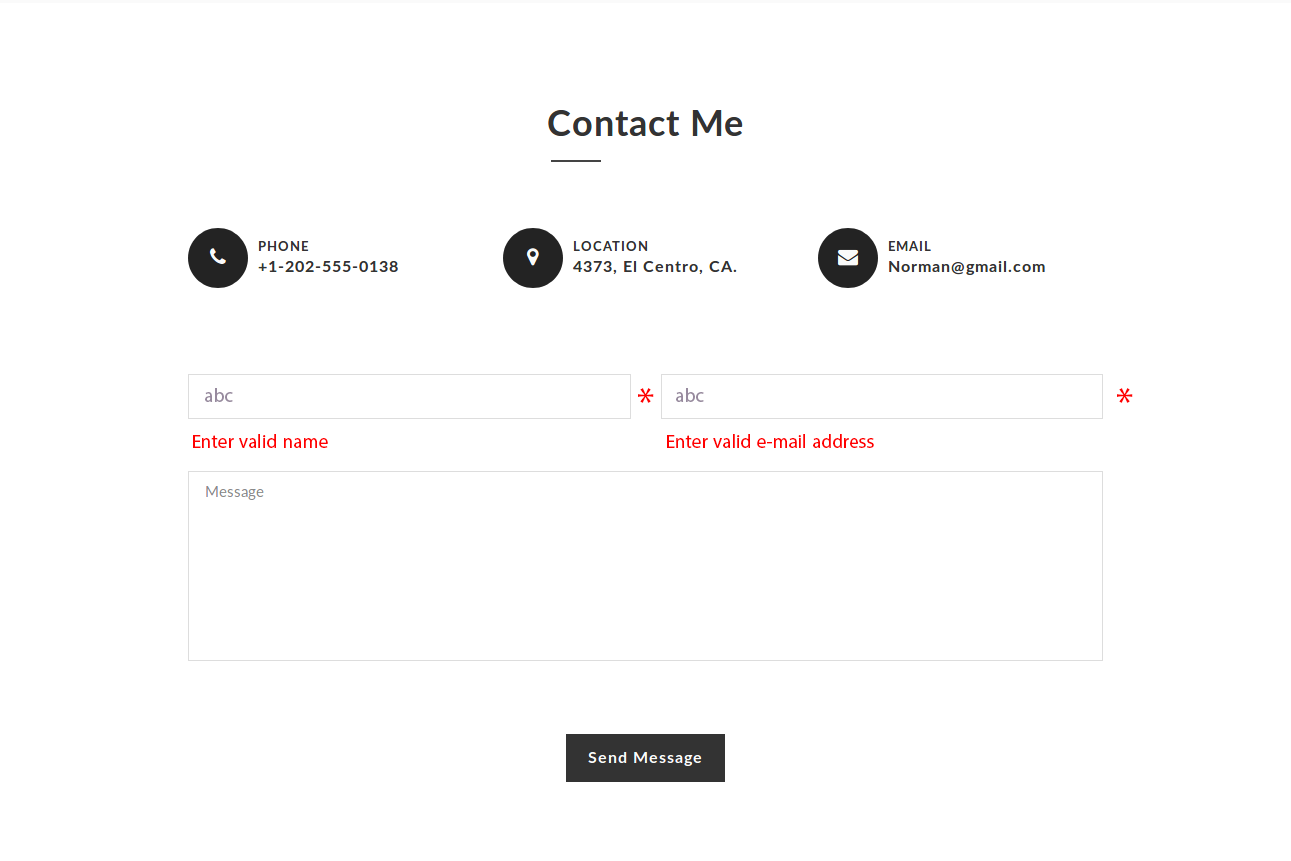 Contact Me
PHONE
+1-202-555-0138
LOCATION
4373, El Centro, CA.
EMAIL
Norman@gmail.com
abc *
abc *
Enter valid name
Enter valid e-mail address
Message
Send Message